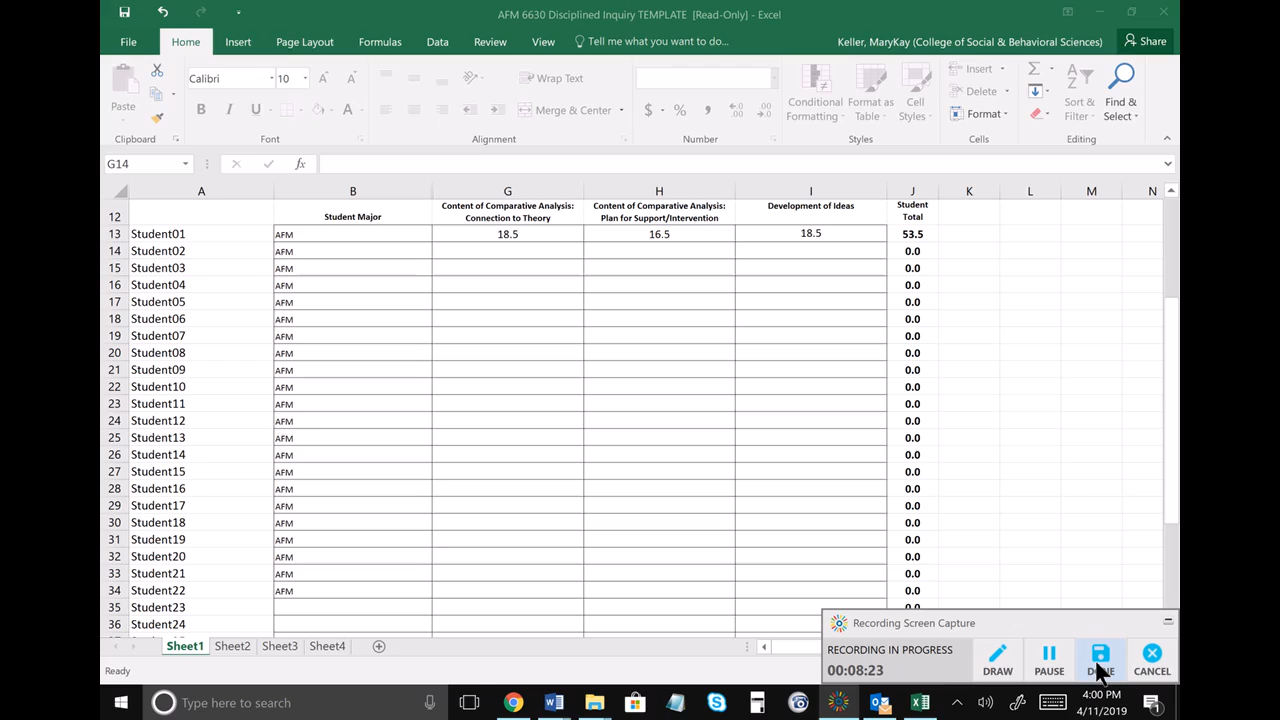 AFM 6630 Disciplined Inquiry TEMPLATE [Read-Only] - Excel
File Home Insert Page Layout Formulas Data Review View Tell me what you want to do... Keller, MaryKay (College of Social & Behavioral Sciences) Share
Calibri 10 Wrap Text Insert
Paste B I U A Merge & Center $ % Conditional Formatting Format as Table Cell Styles Delete Sort & Filter Find & Select
Format
Clipboard Font Alignment Number Styles Cells Editing
G14 fx
A B G H I J K L M N
12 Student Major Content of Comparative Analysis: Connection to Theory Content of Comparative Analysis: Plan for Support/Intervention Development of Ideas Student Total
13 Student01 AFM 18.5 16.5 18.5 53.5
14 Student02 AFM 0.0
15 Student03 AFM 0.0
16 Student04 AFM 0.0
17 Student05 AFM 0.0
18 Student06 AFM 0.0
19 Student07 AFM 0.0
20 Student08 AFM 0.0
21 Student09 AFM 0.0
22 Student10 AFM 0.0
23 Student11 AFM 0.0
24 Student12 AFM 0.0
25 Student13 AFM 0.0
26 Student14 AFM 0.0
27 Student15 AFM 0.0
28 Student16 AFM 0.0
29 Student17 AFM 0.0
30 Student18 AFM 0.0
31 Student19 AFM 0.0
32 Student20 AFM 0.0
33 Student21 AFM 0.0
34 Student22 AFM 0.0
35 Student23 0.0
36 Student24
Sheet1 Sheet2 Sheet3 Sheet4
Ready
Recording Screen Capture
RECORDING IN PROGRESS
00:08:23 DRAW PAUSE DONE CANCEL
Type here to search 4:00 PM
4/11/2019